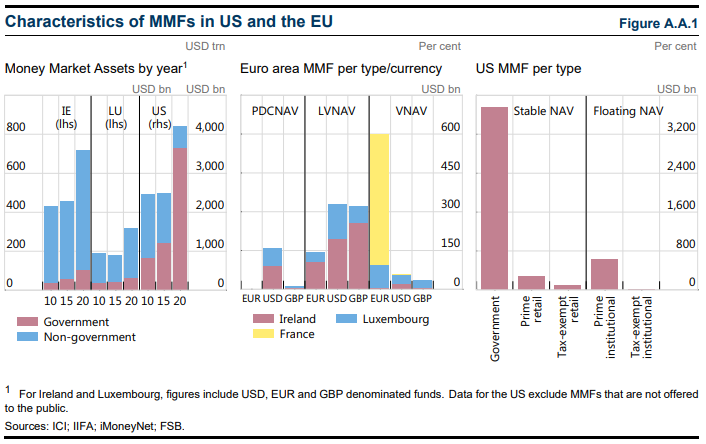 Characteristics of MMFs in US and the EU
Figure A.A.1
USD trn
Per cent
Per cent
Money Market Assets by year1
Euro area MMF per type/currency
US MMF per type
USD bn USD bn
USD bn
USD bn
IE (lhs)
LU (lhs)
US (rhs)
800
600
400
200
0
4,000
3,000
2,000
1,000
0
10 15 20 10 15 20 10 15 20
Government
Non-government
PDCNAV
LVNAV
VNAV
600
450
300
150
0
EUR USD GBP EUR USD GBP EUR USD GBP
Ireland
Luxembourg
France
Stable NAV
Floating NAV
3,200
2,400
1,600
800
0
Government
Prime retail
Tax-exempt retail
Prime institutional
Tax-exempt institutional
1 For Ireland and Luxembourg, figures include USD, EUR and GBP denominated funds. Data for the US exclude MMFs that are not offered
to the public.
Sources: ICI; IIFA; iMoneyNet; FSB.